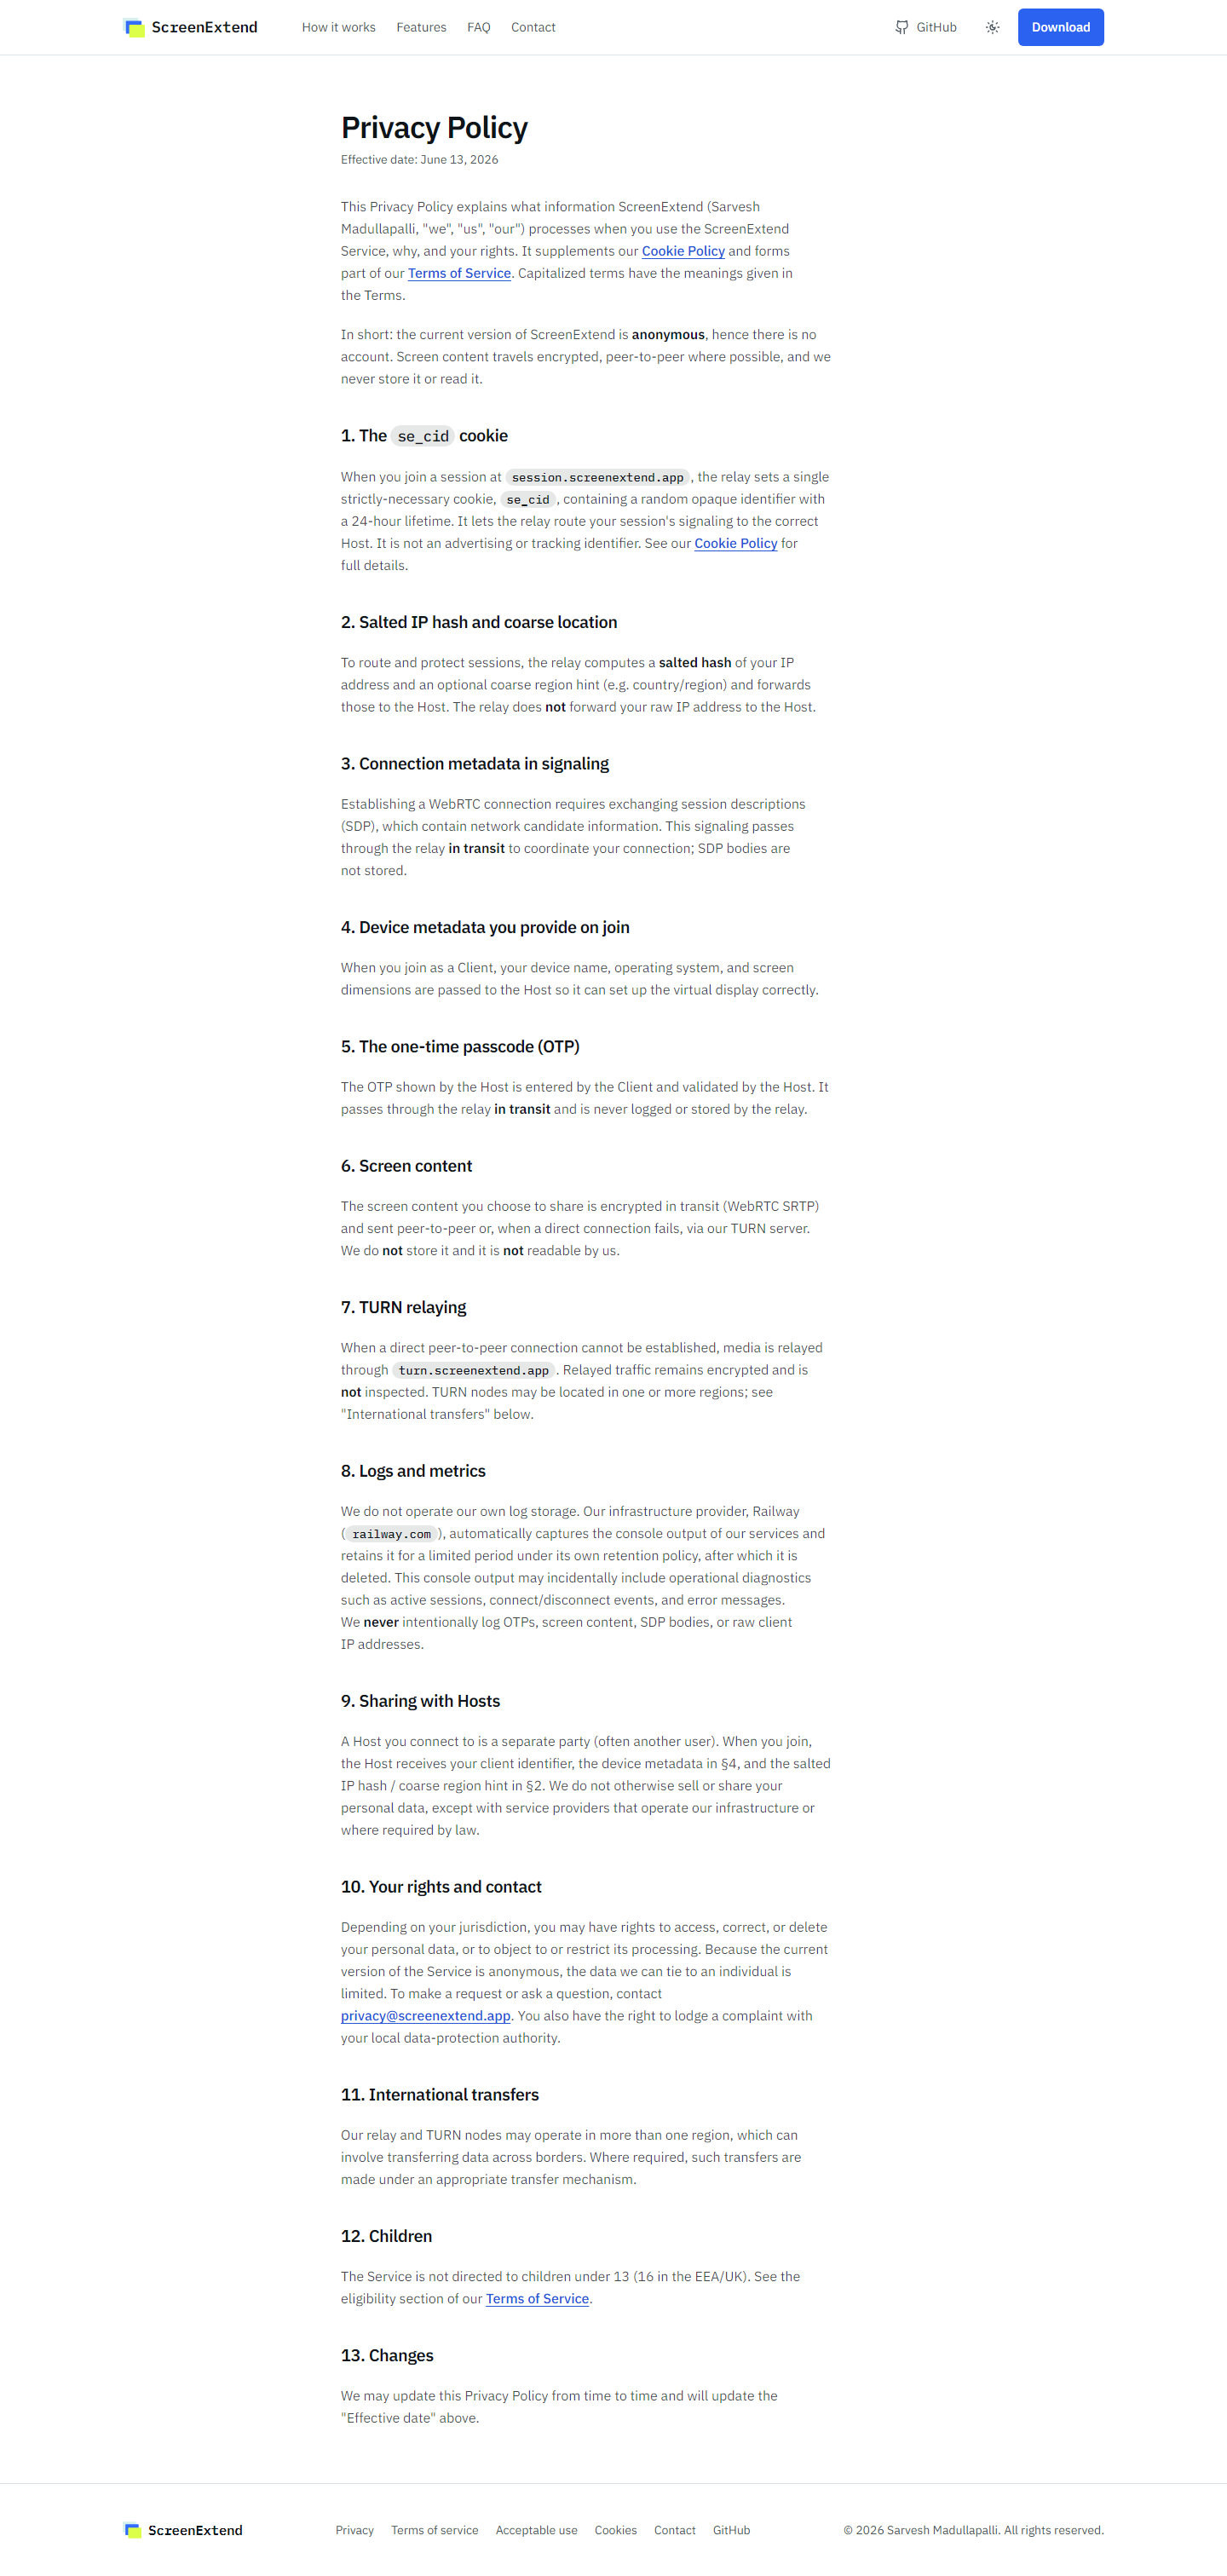 ScreenExtend
How it works
Features
FAQ
Contact
GitHub
Download
Privacy Policy
Effective date: June 13, 2026
This Privacy Policy explains what information ScreenExtend (Sarvesh
Madullapalli, "we", "us", "our") processes when you use the ScreenExtend
Service, why, and your rights. It supplements our Cookie Policy and forms
part of our Terms of Service. Capitalized terms have the meanings given in
the Terms.
In short: the current version of ScreenExtend is anonymous, hence there is no
account. Screen content travels encrypted, peer-to-peer where possible, and we
never store it or read it.
1. The se_cid cookie
When you join a session at session.screenextend.app, the relay sets a single
strictly-necessary cookie, se_cid, containing a random opaque identifier with
a 24-hour lifetime. It lets the relay route your session's signaling to the correct
Host. It is not an advertising or tracking identifier. See our Cookie Policy for
full details.
2. Salted IP hash and coarse location
To route and protect sessions, the relay computes a salted hash of your IP
address and an optional coarse region hint (e.g. country/region) and forwards
those to the Host. The relay does not forward your raw IP address to the Host.
3. Connection metadata in signaling
Establishing a WebRTC connection requires exchanging session descriptions
(SDP), which contain network candidate information. This signaling passes
through the relay in transit to coordinate your connection; SDP bodies are
not stored.
4. Device metadata you provide on join
When you join as a Client, your device name, operating system, and screen
dimensions are passed to the Host so it can set up the virtual display correctly.
5. The one-time passcode (OTP)
The OTP shown by the Host is entered by the Client and validated by the Host. It
passes through the relay in transit and is never logged or stored by the relay.
6. Screen content
The screen content you choose to share is encrypted in transit (WebRTC SRTP)
and sent peer-to-peer or, when a direct connection fails, via our TURN server.
We do not store it and it is not readable by us.
7. TURN relaying
When a direct peer-to-peer connection cannot be established, media is relayed
through turn.screenextend.app. Relayed traffic remains encrypted and is
not inspected. TURN nodes may be located in one or more regions; see
"International transfers" below.
8. Logs and metrics
We do not operate our own log storage. Our infrastructure provider, Railway
(railway.com), automatically captures the console output of our services and
retains it for a limited period under its own retention policy, after which it is
deleted. This console output may incidentally include operational diagnostics
such as active sessions, connect/disconnect events, and error messages.
We never intentionally log OTPs, screen content, SDP bodies, or raw client
IP addresses.
9. Sharing with Hosts
A Host you connect to is a separate party (often another user). When you join,
the Host receives your client identifier, the device metadata in §4, and the salted
IP hash / coarse region hint in §2. We do not otherwise sell or share your
personal data, except with service providers that operate our infrastructure or
where required by law.
10. Your rights and contact
Depending on your jurisdiction, you may have rights to access, correct, or delete
your personal data, or to object to or restrict its processing. Because the current
version of the Service is anonymous, the data we can tie to an individual is
limited. To make a request or ask a question, contact
privacy@screenextend.app. You also have the right to lodge a complaint with
your local data-protection authority.
11. International transfers
Our relay and TURN nodes may operate in more than one region, which can
involve transferring data across borders. Where required, such transfers are
made under an appropriate transfer mechanism.
12. Children
The Service is not directed to children under 13 (16 in the EEA/UK). See the
eligibility section of our Terms of Service.
13. Changes
We may update this Privacy Policy from time to time and will update the
"Effective date" above.
ScreenExtend
Privacy
Terms of service
Acceptable use
Cookies
Contact
GitHub
© 2026 Sarvesh Madullapalli. All rights reserved.